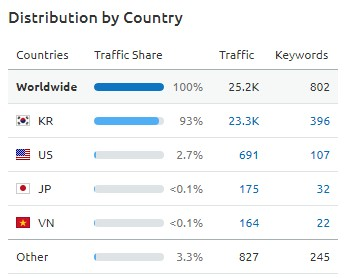 Distribution by Country
Countries Traffic Share Traffic Keywords
Worldwide 100% 25.2K 802
KR 93% 23.3K 396
US 2.7% 691 107
JP <0.1% 175 32
VN <0.1% 164 22
Other 3.3% 827 245